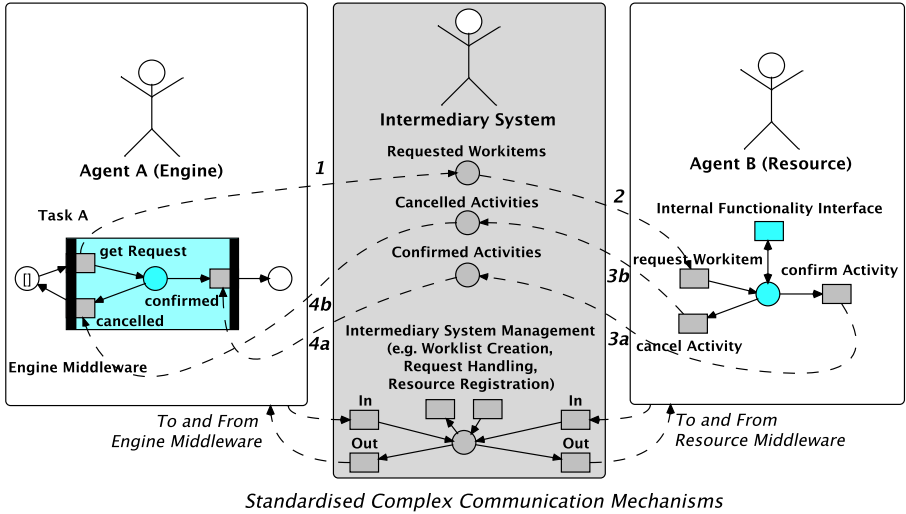 Intermediary System
Agent A (Engine)
Agent B (Resource)
Requested Workitems
1
2
Task A
Cancelled Activities
Internal Functionality Interface
get Request
Confirmed Activities
request Workitem
confirm Activity
[]
confirmed
3b
4b
cancelled
4a
3a
cancel Activity
Intermediary System Management
(e.g. Worklist Creation,
Request Handling,
Resource Registration)
Engine Middleware
In
In
To and From
Engine Middleware
To and From
Resource Middleware
Out
Out
Standardised Complex Communication Mechanisms